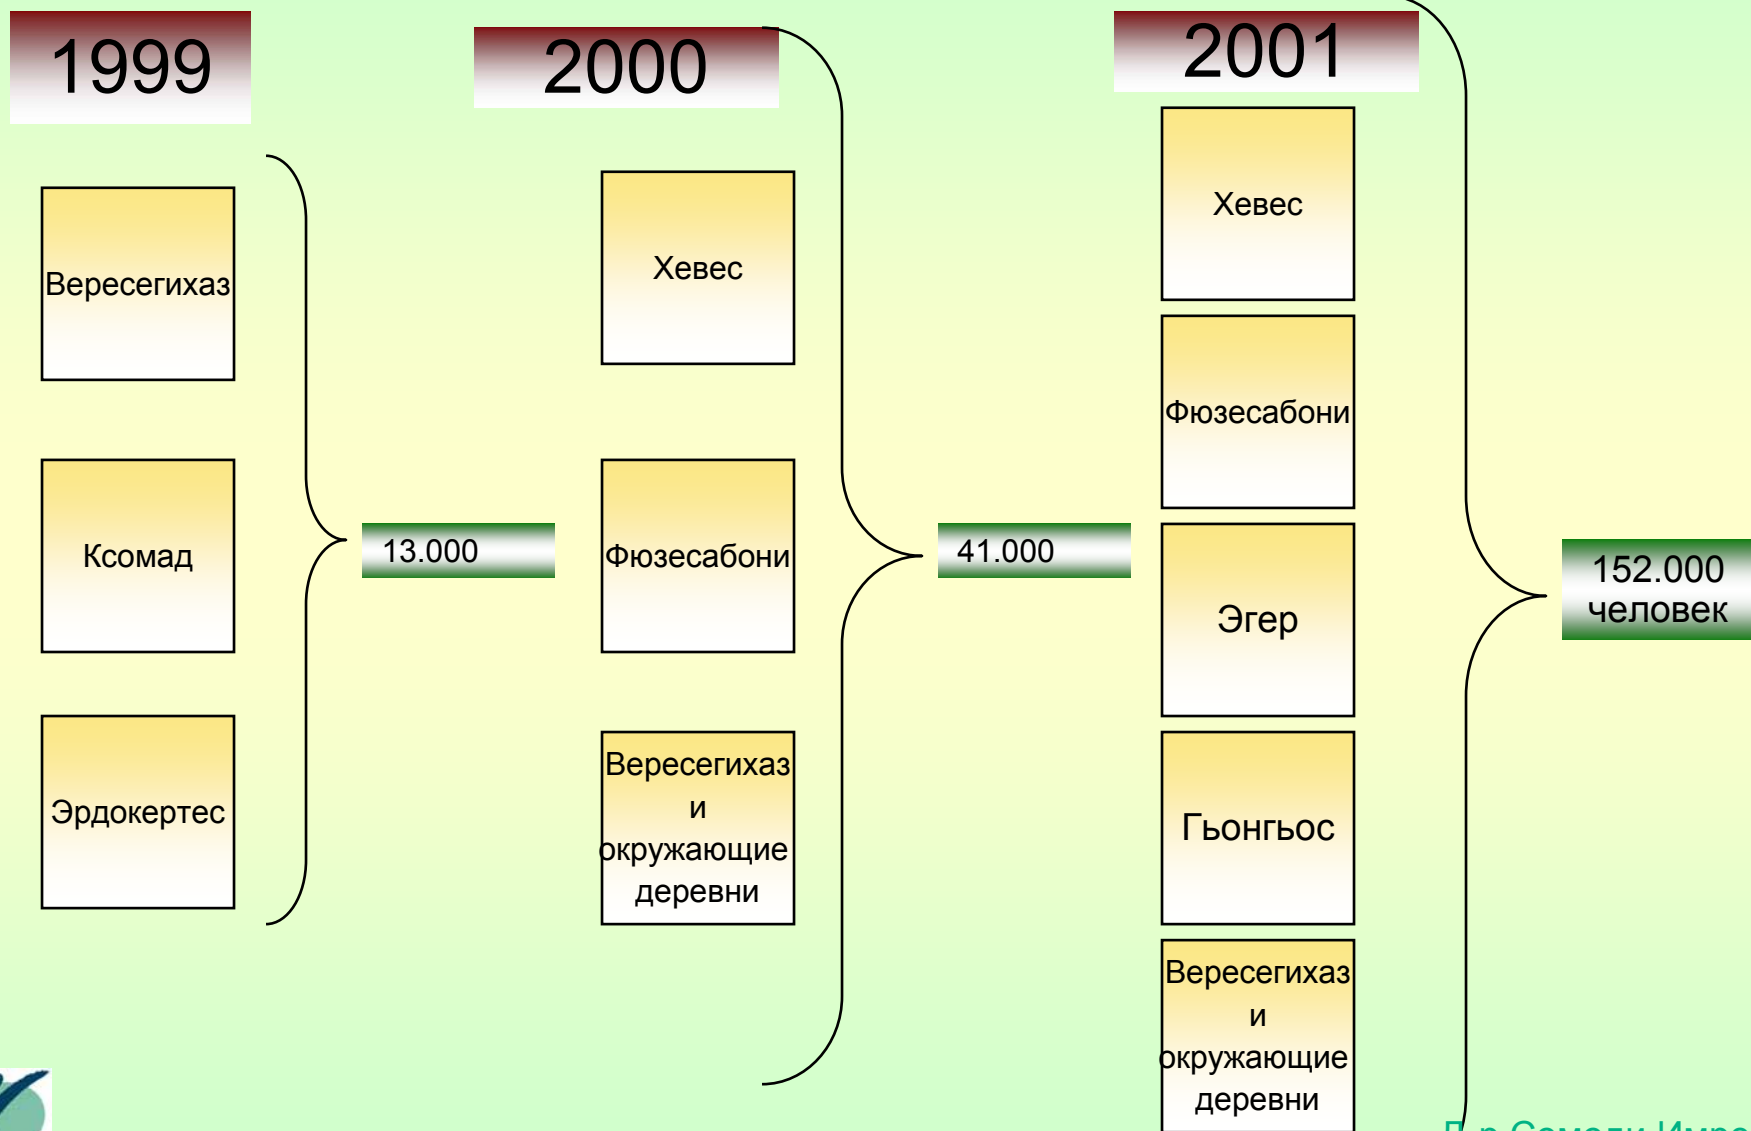 1999
Вересегихаз
Ксомад
Эрдокертес
13.000
2000
Хевес
Фюзесабони
Вересегихаз
и
окружающие
деревни
41.000
2001
Хевес
Фюзесабони
Эгер
Гьонгьос
Вересегихаз
и
окружающие
деревни
152.000
человек